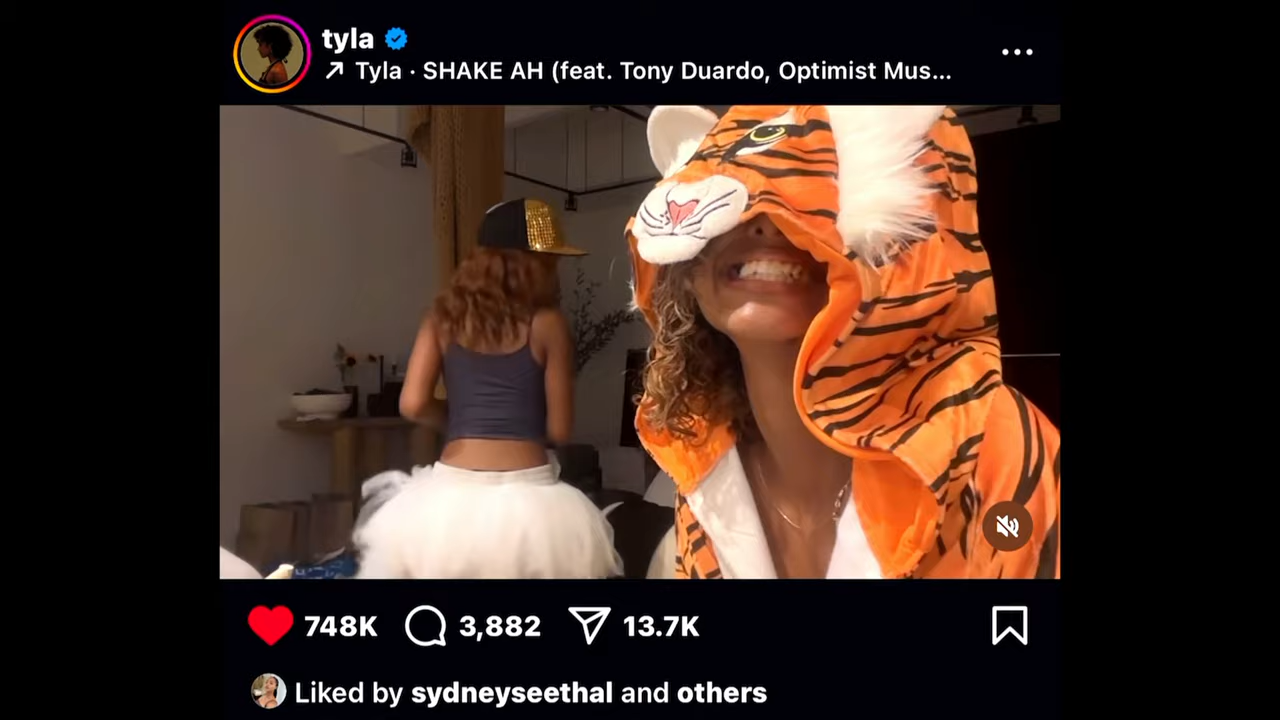 tyla
Tyla · SHAKE AH (feat. Tony Duardo, Optimist Mus...
748K 3,882 13.7K
Liked by sydneyseethal and others